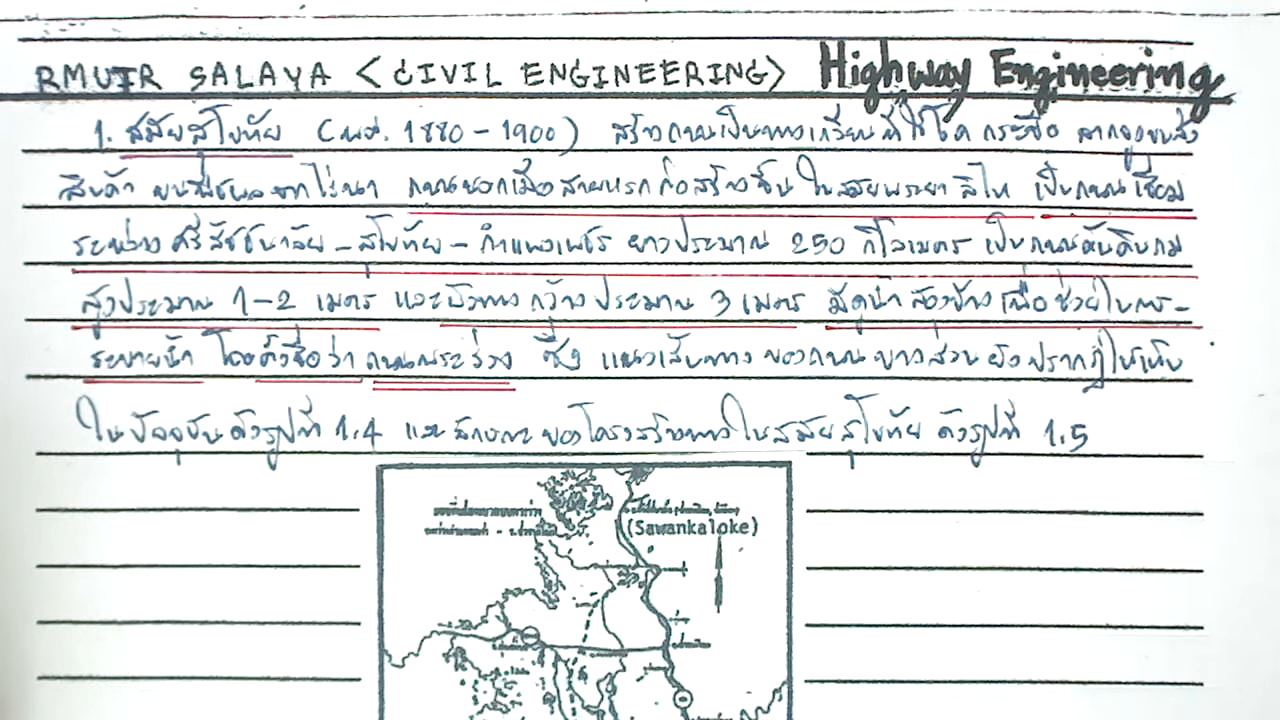 RMUTR SALAYA <CIVIL ENGINEERING> Highway Engineering
1. สมัยสุโขทัย (พ.ศ. 1880-1900) สร้างถนนเป็นทางเกวียนที่ใช้โค กระบือ ลากจูงขนส่ง
สินค้า พืชผลจากไร่นา ถนนนอกเมืองสายแรกก่อสร้างขึ้นในสมัยพระยาลิไท เป็นถนนเชื่อม
ระหว่าง ศรีสัชชนาลัย - สุโขทัย - กำแพงเพชร ยาวประมาณ 250 กิโลเมตร เป็นถนนคันดินถม
สูงประมาณ 1-2 เมตร และผิวทางกว้างประมาณ 3 เมตร มีคูน้ำสองข้างเพื่อช่วยในการ-
ระบายน้ำ โดยตั้งชื่อว่า ถนนพระร่วง ซึ่ง แนวเส้นทางของถนนบางส่วนยังปรากฏให้เห็น
ในปัจจุบันดังรูปที่ 1.4 และลักษณะของโครงสร้างทางในสมัยสุโขทัย ดังรูปที่ 1.5
(Sawankaloke)